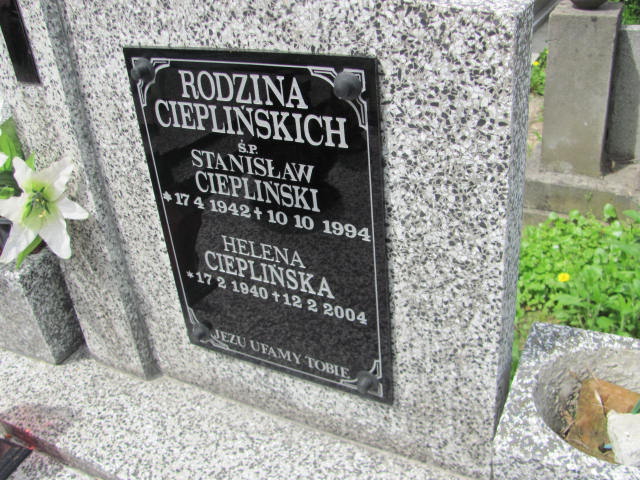 RODZINA
CIEPLIŃSKICH
Ś.P.
STANISŁAW
CIEPLIŃSKI
*17 4 1942 † 10 10 1994
HELENA
CIEPLIŃSKA
*17 2 1940 † 12 2 2004
JEZU UFAMY TOBIE